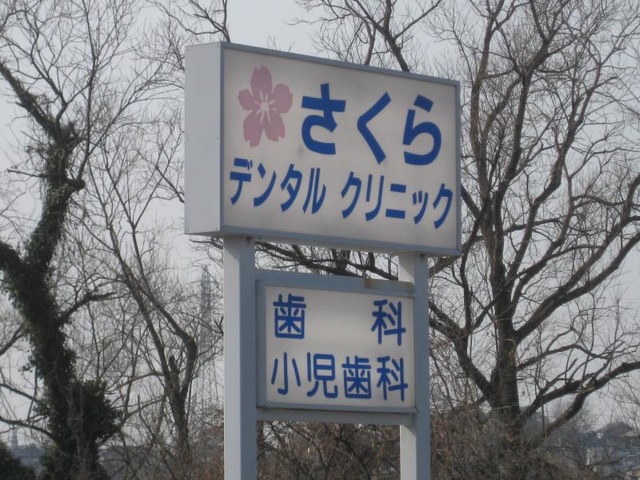 さくら
デンタル クリニック
歯 科
小児歯科